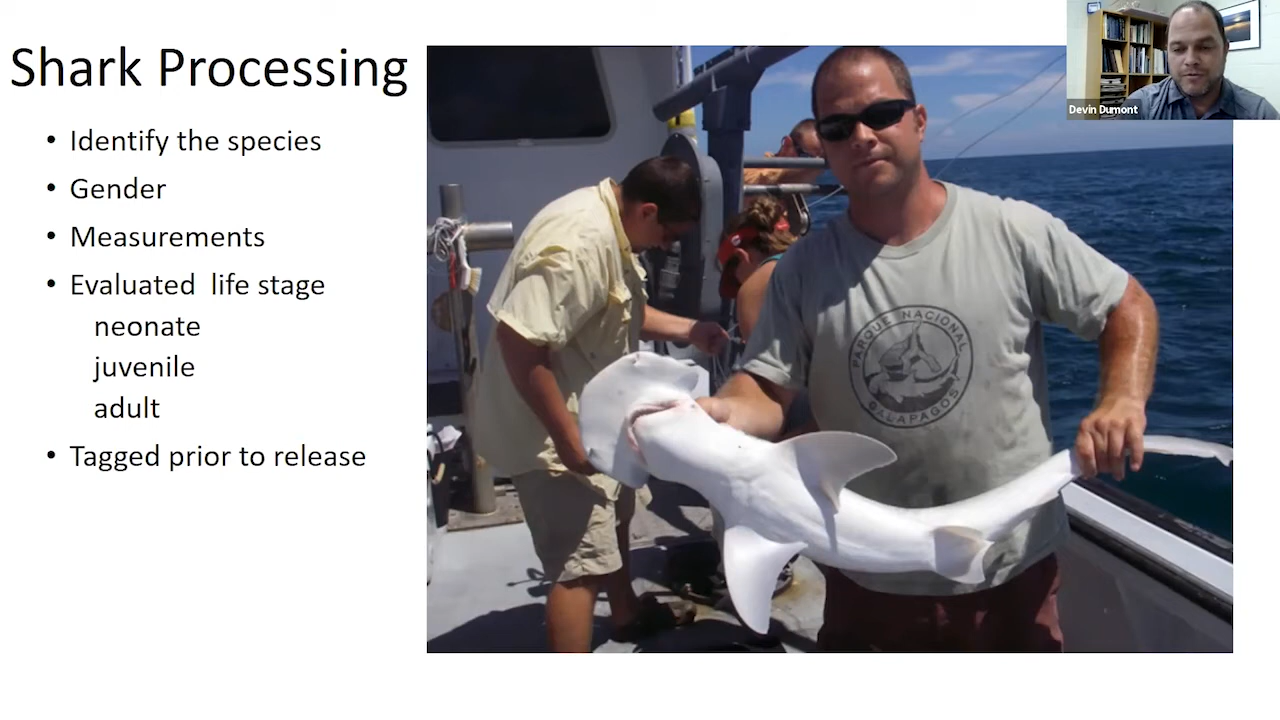 Shark Processing
• Identify the species
• Gender
• Measurements
• Evaluated  life stage
neonate
juvenile
adult
• Tagged prior to release
PARQUE NACIONAL
GALAPAGOS
Devin Dumont